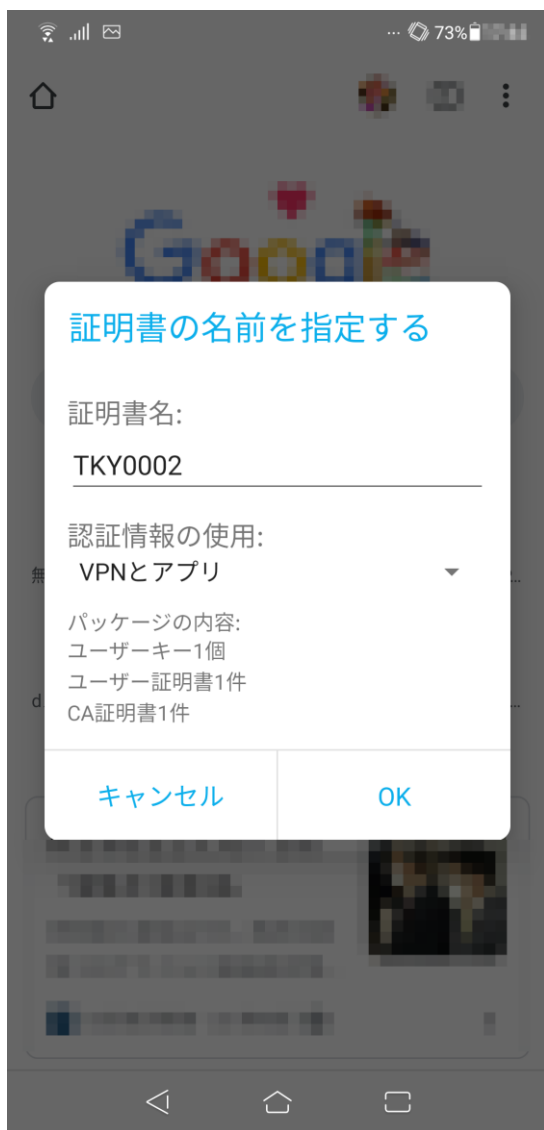 ... 73%
Google
証明書の名前を指定する
証明書名:
TKY0002
認証情報の使用:
VPNとアプリ
無
...
パッケージの内容:
ユーザーキー1個
ユーザー証明書1件
d
...
CA証明書1件
キャンセル
OK